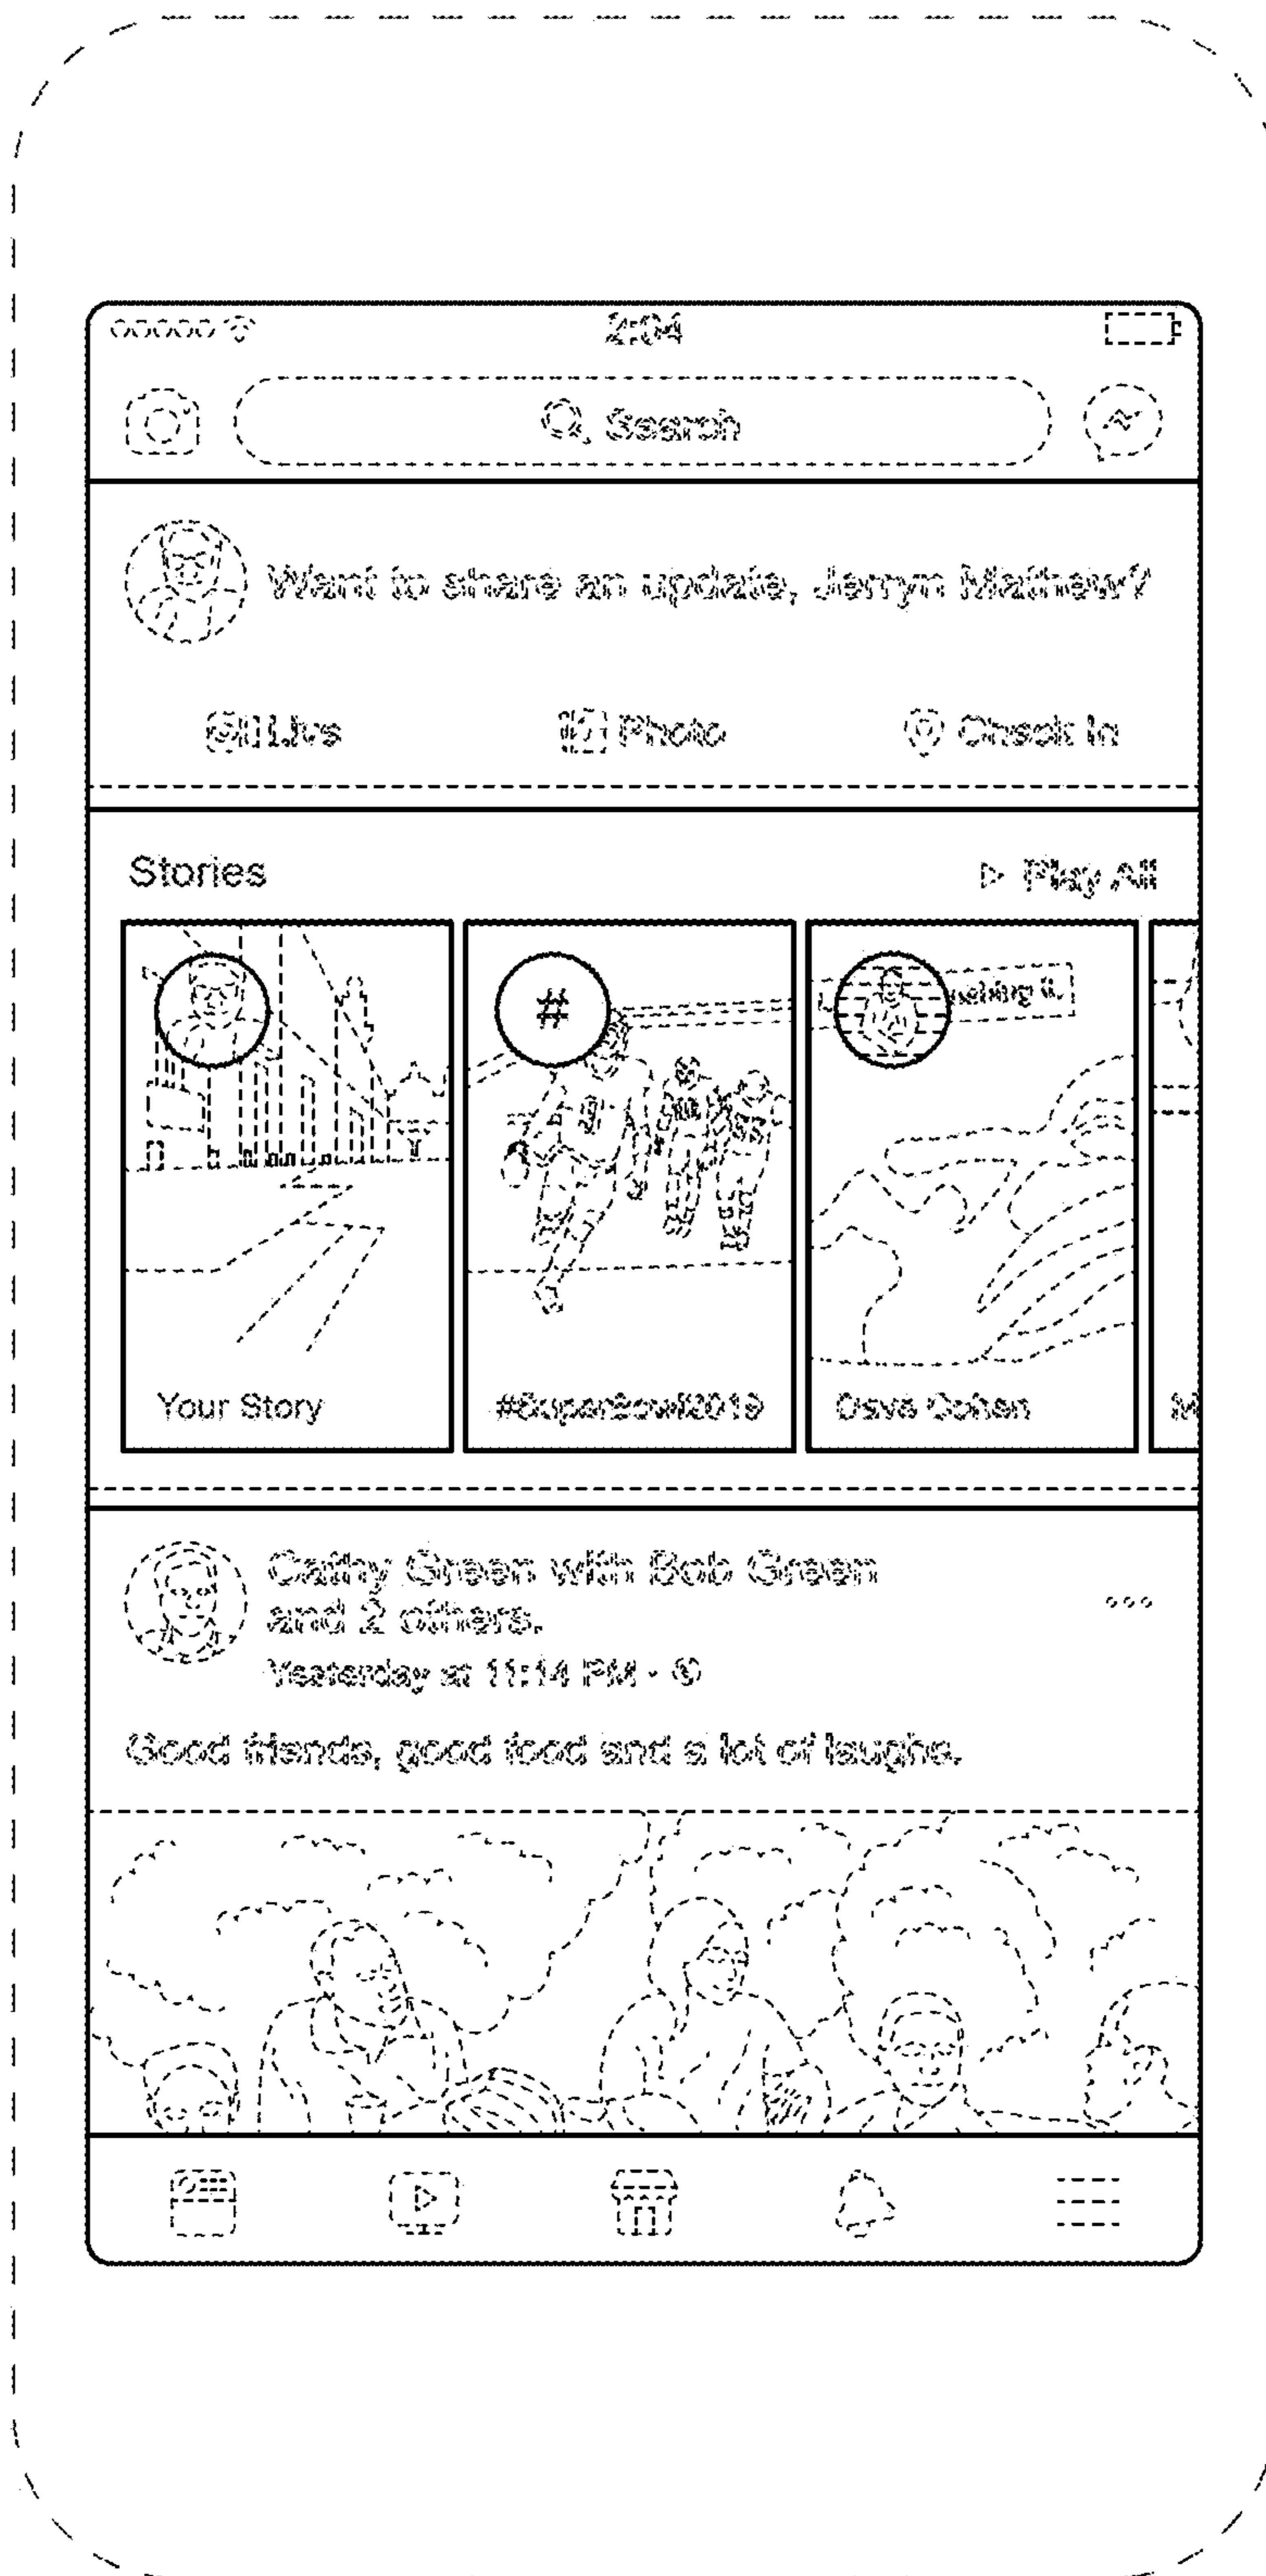 2:04
Search
Want to share an update, Jerryn Mathew?
Live
Photo
Check In
Stories
Play All
#
Your Story
#SuperBowl2019
Dave Cohen
M
Cathy Green with Bob Green
and 2 others.
Yesterday at 11:14 PM ·
Good friends, good food and a lot of laughs.